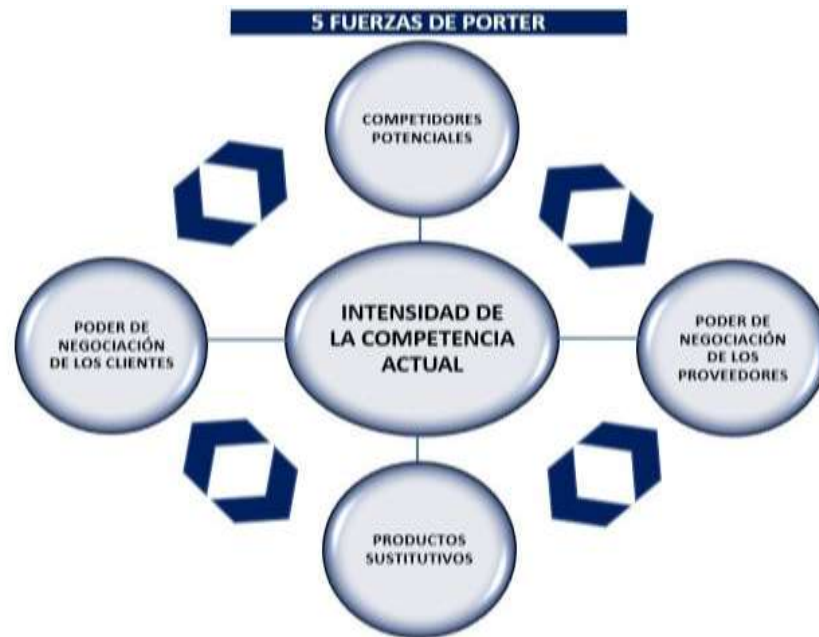 5 FUERZAS DE PORTER
COMPETIDORES
POTENCIALES
PODER DE
NEGOCIACIÓN
DE LOS CLIENTES
INTENSIDAD DE
LA COMPETENCIA
ACTUAL
PODER DE
NEGOCIACIÓN
DE LOS
PROVEEDORES
PRODUCTOS
SUSTITUTIVOS